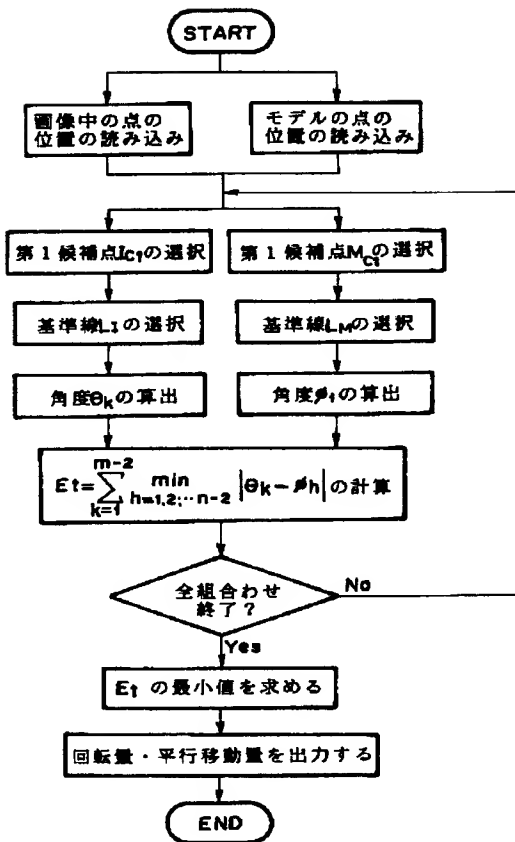 START
画像中の点の
位置の読み込み
モデルの点の
位置の読み込み
第1候補点Ic1の選択
第1候補点Mc1の選択
基準線LIの選択
基準線LMの選択
角度θkの算出
角度φ1の算出
Et=∑k=1m-2 min h=1,2;…n-2 |θk-φh|の計算
全組合わせ
終了?
No
Yes
Etの最小値を求める
回転量・平行移動量を出力する
END